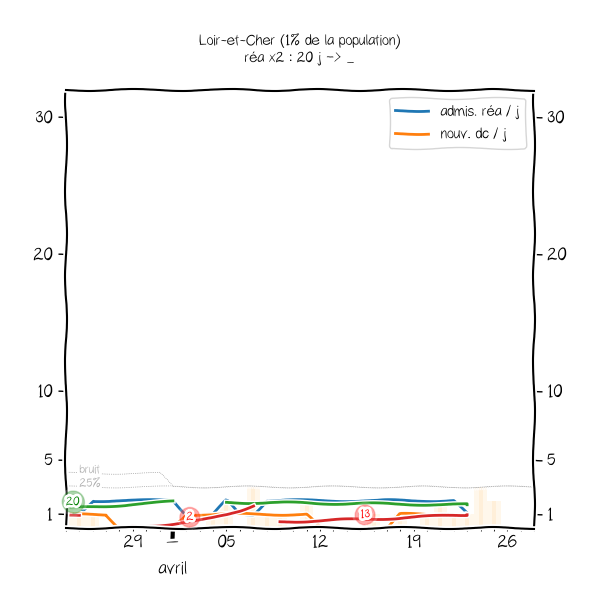 Loir-et-Cher (1% de la population)
réa x2 : 20 j -> _
admis. réa / j
nouv. dc / j
30 30
20 20
10 10
5 5
bruit
25%
20
2
13
1 1
29 1 05 12 19 26
avril